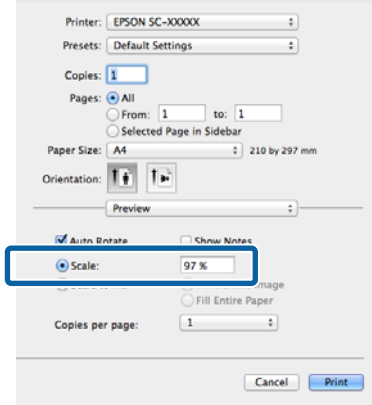 Printer: EPSON SC-XXXXX
Presets: Default Settings
Copies: 1
Pages: All
From: 1 to: 1
Selected Page in Sidebar
Paper Size: A4 210 by 297 mm
Orientation:
Preview
Auto Rotate Show Notes
Scale: 97 %
Fill Entire Paper
Copies per page: 1
Cancel Print